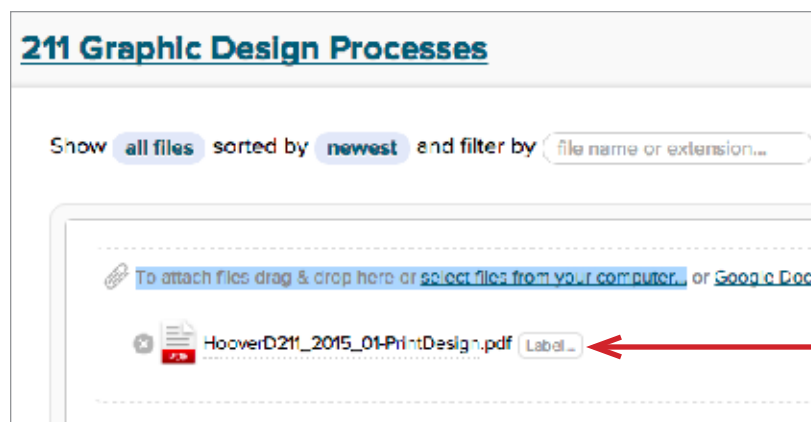 211 Graphic Design Processes
Show all files sorted by newest and filter by file name or extension...
To attach files drag & drop here or select files from your computer... or Google Doc
HooverD211_2015_01-PrintDesign.pdf Label...